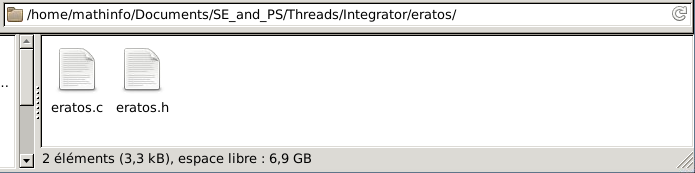 /home/mathinfo/Documents/SE_and_PS/Threads/Integrator/eratos/
..
eratos.c eratos.h
2 éléments (3,3 kB), espace libre : 6,9 GB